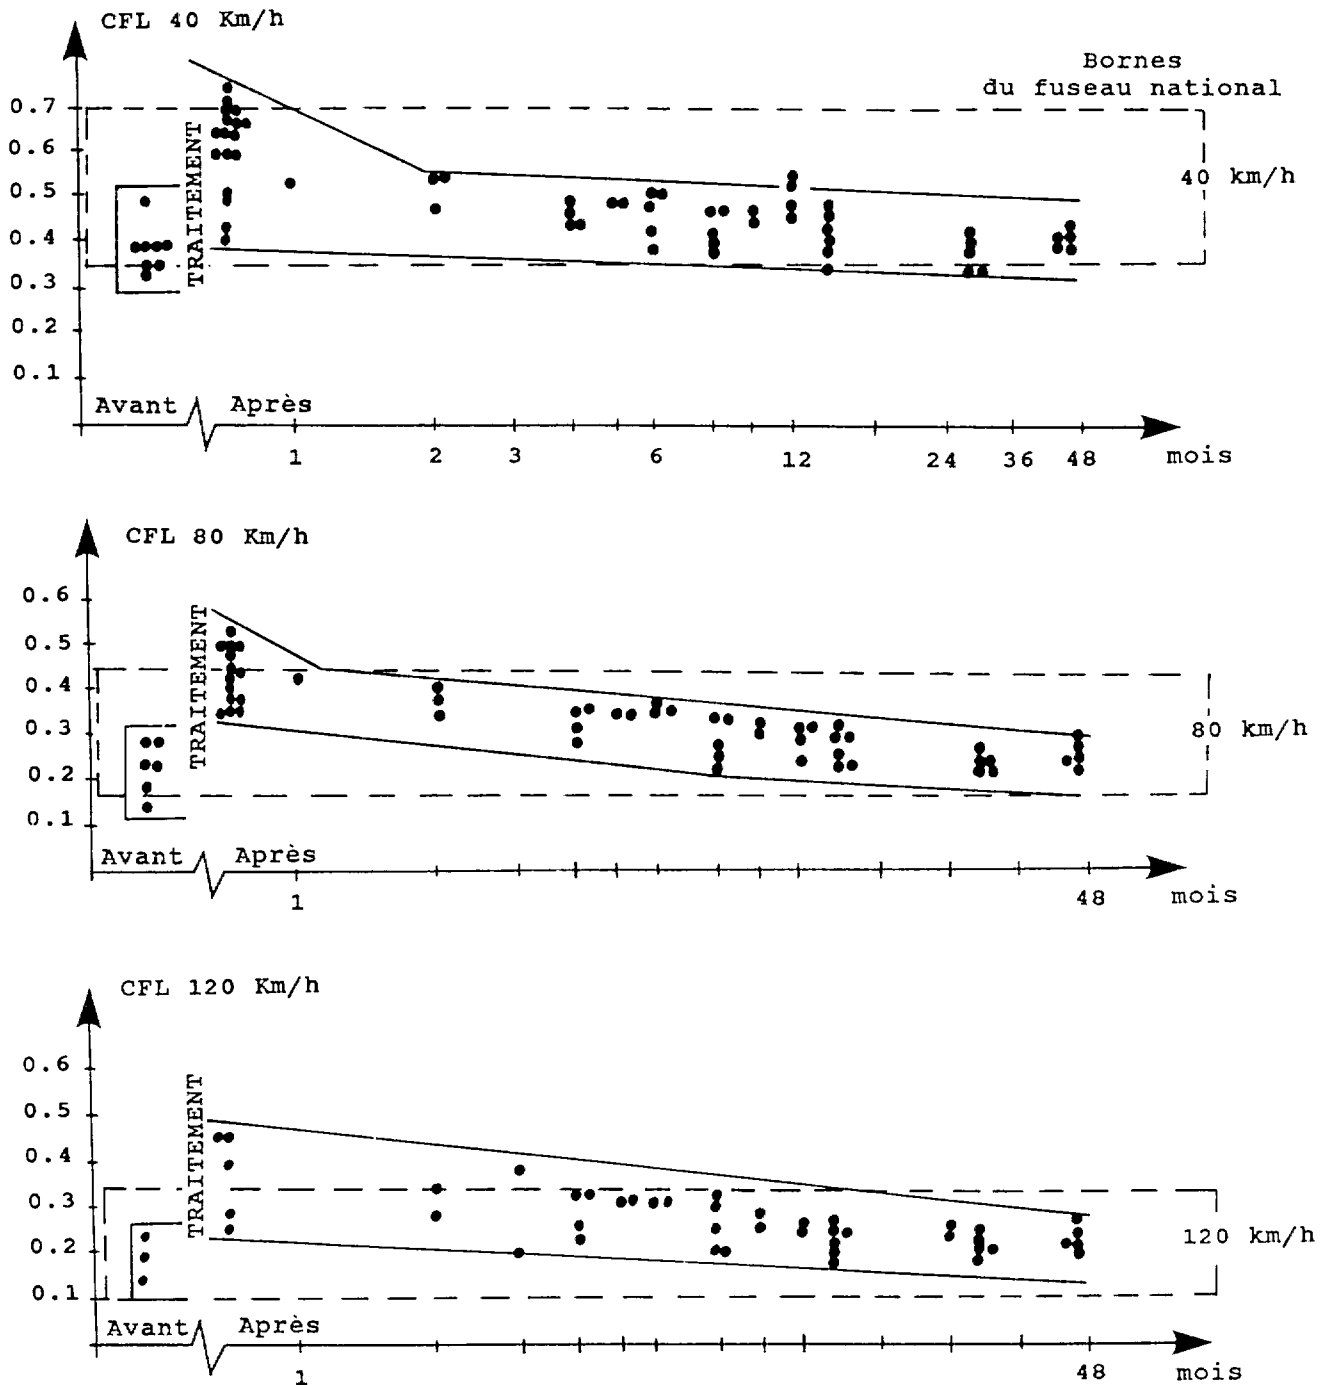 CFL 40 Km/h
Bornes
du fuseau national
0.7
0.6
0.5
0.4
0.3
0.2
0.1
TRAITEMENT
40 km/h
Avant Après
1 2 3 6 12 24 36 48 mois
CFL 80 Km/h
0.6
0.5
0.4
0.3
0.2
0.1
TRAITEMENT
80 km/h
Avant Après
1 48 mois
CFL 120 Km/h
0.6
0.5
0.4
0.3
0.2
0.1
TRAITEMENT
120 km/h
Avant Après
1 48 mois